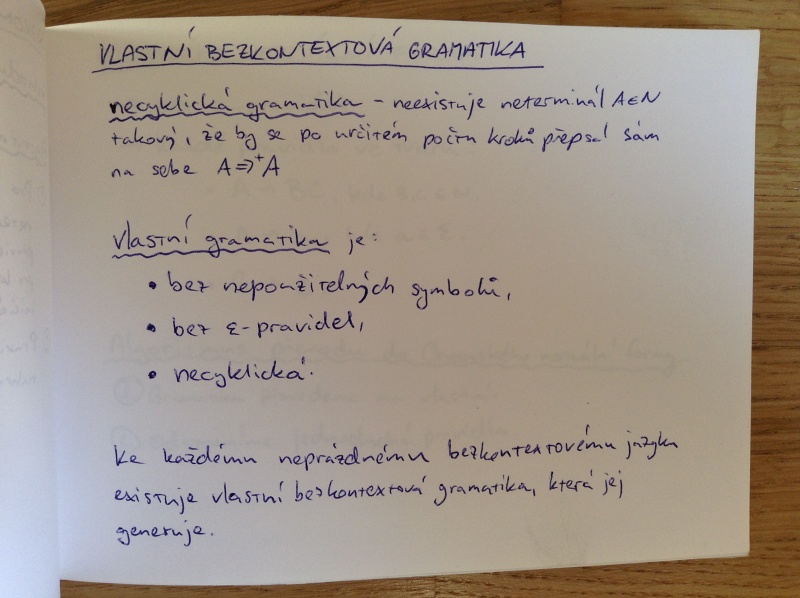 VLASTNÍ BEZKONTEXTOVÁ GRAMATIKA
necyklická gramatika – neexistuje neterminál A∈N
takový, že by se po určitém počtu kroků přepsal sám
na sebe A⇒⁺A
vlastní gramatika je:
• bez nepoužitelných symbolů,
• bez ε-pravidel,
• necyklická.
Ke každému neprázdnému bezkontextovému jazyku
existuje vlastní bezkontextová gramatika, která jej
generuje.